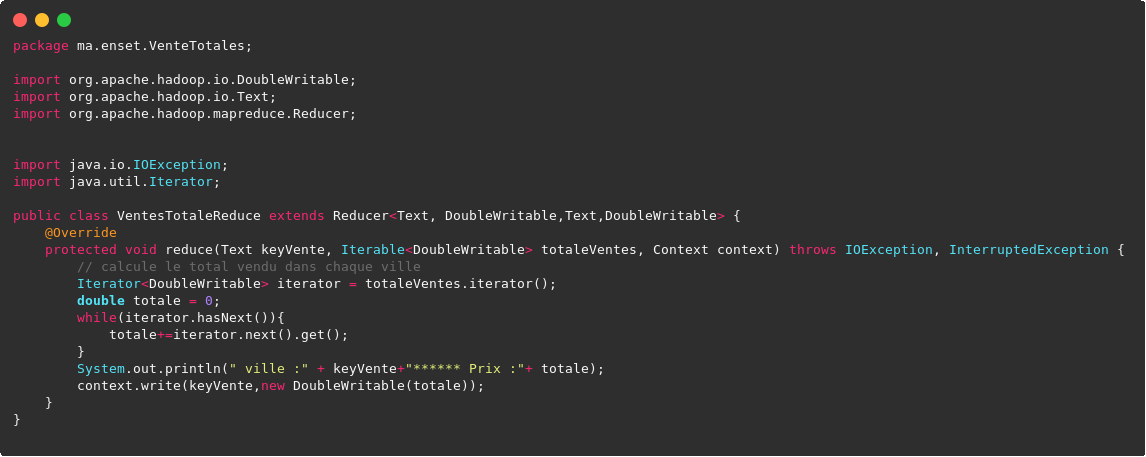 package ma.enset.VenteTotales;
import org.apache.hadoop.io.DoubleWritable;
import org.apache.hadoop.io.Text;
import org.apache.hadoop.mapreduce.Reducer;
import java.io.IOException;
import java.util.Iterator;
public class VentesTotaleReduce extends Reducer<Text, DoubleWritable,Text,DoubleWritable> {
    @Override
    protected void reduce(Text keyVente, Iterable<DoubleWritable> totaleVentes, Context context) throws IOException, InterruptedException {
        // calcule le total vendu dans chaque ville
        Iterator<DoubleWritable> iterator = totaleVentes.iterator();
        double totale = 0;
        while(iterator.hasNext()){
            totale+=iterator.next().get();
        }
        System.out.println(" ville :" + keyVente+"****** Prix :"+ totale);
        context.write(keyVente,new DoubleWritable(totale));
    }
}